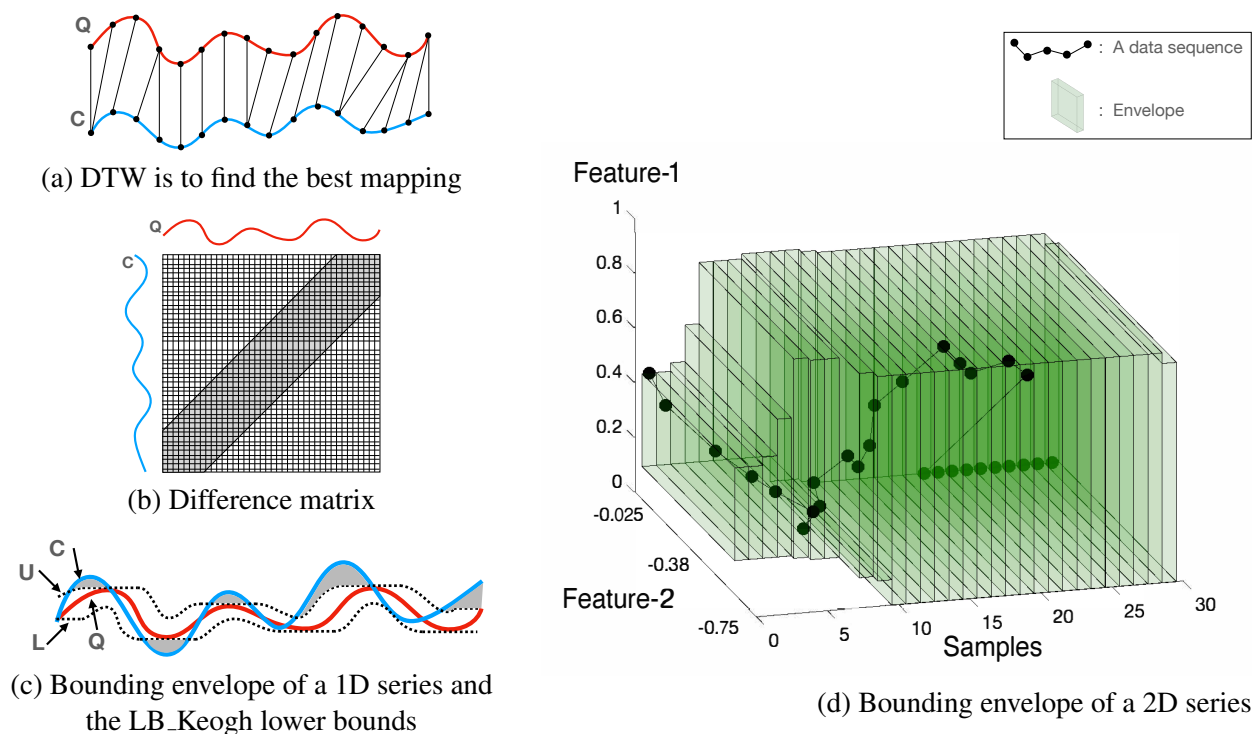 Q
C
(a) DTW is to find the best mapping
Q
C
(b) Difference matrix
C
U
L
Q
(c) Bounding envelope of a 1D series and
the LB_Keogh lower bounds
: A data sequence
: Envelope
Feature-1
1
0.8
0.6
0.4
0.2
0
-0.025
-0.38
-0.75
Feature-2
0
5
10
15
20
25
30
Samples
(d) Bounding envelope of a 2D series